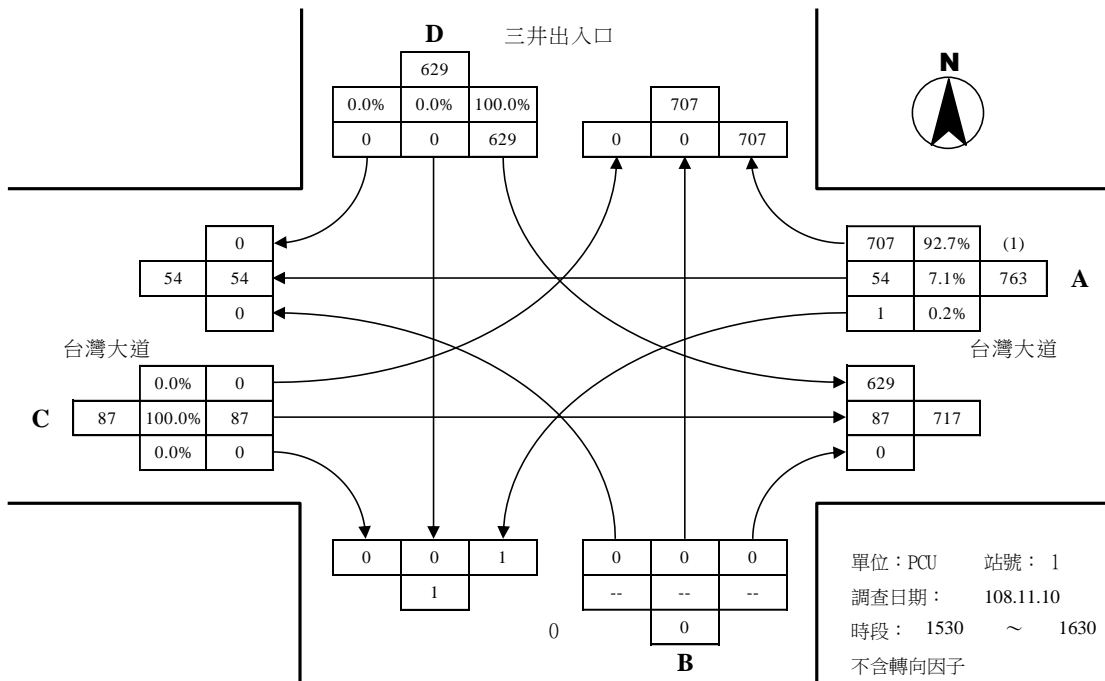 D 三井出入口
629
0.0% 0.0% 100.0%
0 0 629
707
0 0 707
N
0
54 54
0
707 92.7% (1)
54 7.1% 763 A
1 0.2%
台灣大道
台灣大道
0.0% 0
C 87 100.0% 87
0.0% 0
629
87 717
0
0 0 1
1
0 0 0
-- -- --
0
0
B
單位：PCU 站號： 1
調查日期： 108.11.10
時段： 1530 ～ 1630
不含轉向因子